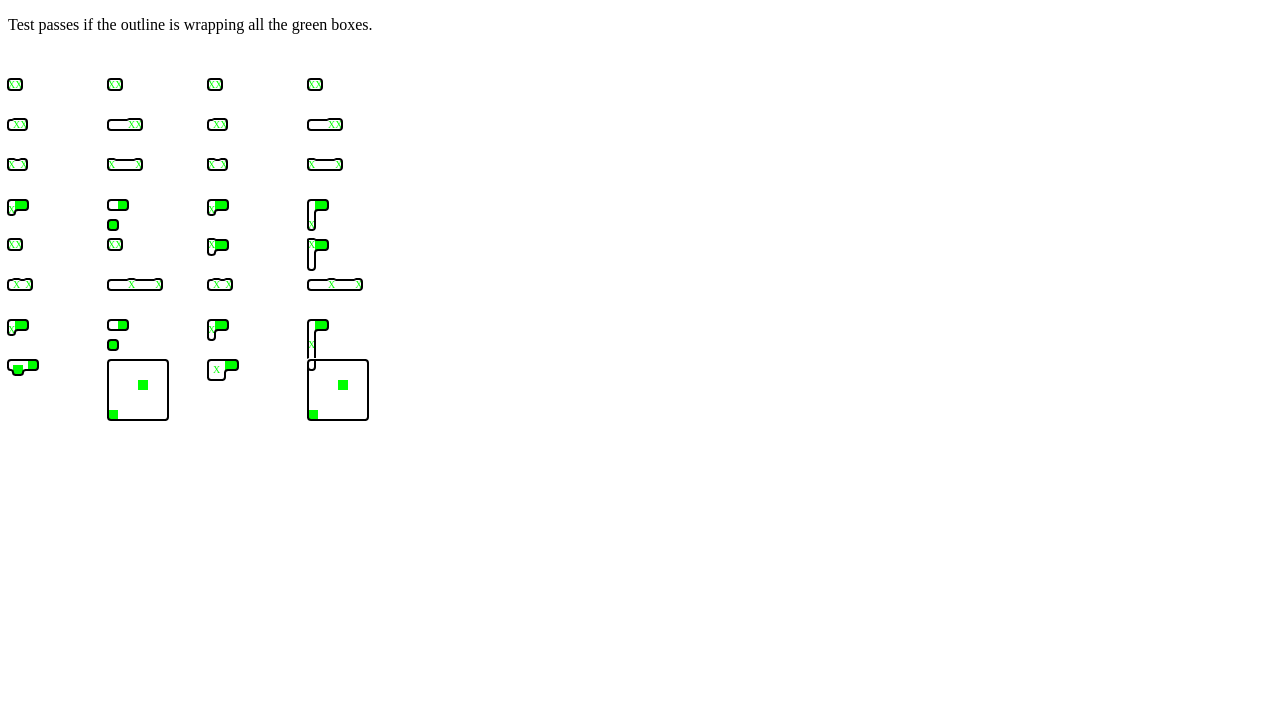 Test passes if the outline is wrapping all the green boxes.
XX XX XX XX
XX XX XX XX
X X X X X X X X
X X X
XX XX X X
X X X X X X X X
X X X
X